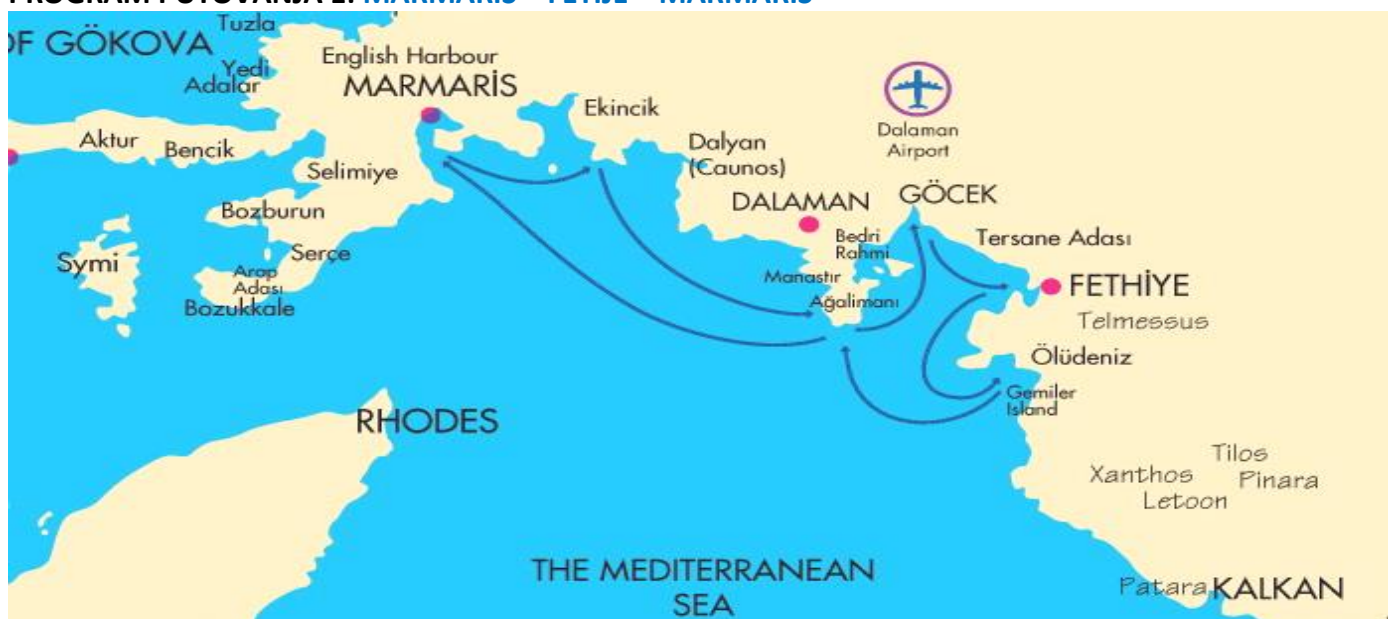 OF GÖKOVA
Tuzla
English Harbour
Yedi
Adalar
MARMARİS
Ekincik
Dalaman
Airport
Aktur
Bencik
Dalyan
(Caunos)
Selimiye
GÖCEK
DALAMAN
Bozburun
Bedri
Rahmi
Tersane Adası
Symi
Serçe
Arap
Adası
Manastır
FETHİYE
Bozukkale
Ağalimanı
Telmessus
Ölüdeniz
Gemiler
Island
RHODES
Tilos
Xanthos
Pinara
Letoon
THE MEDITERRANEAN
SEA
Patara
KALKAN